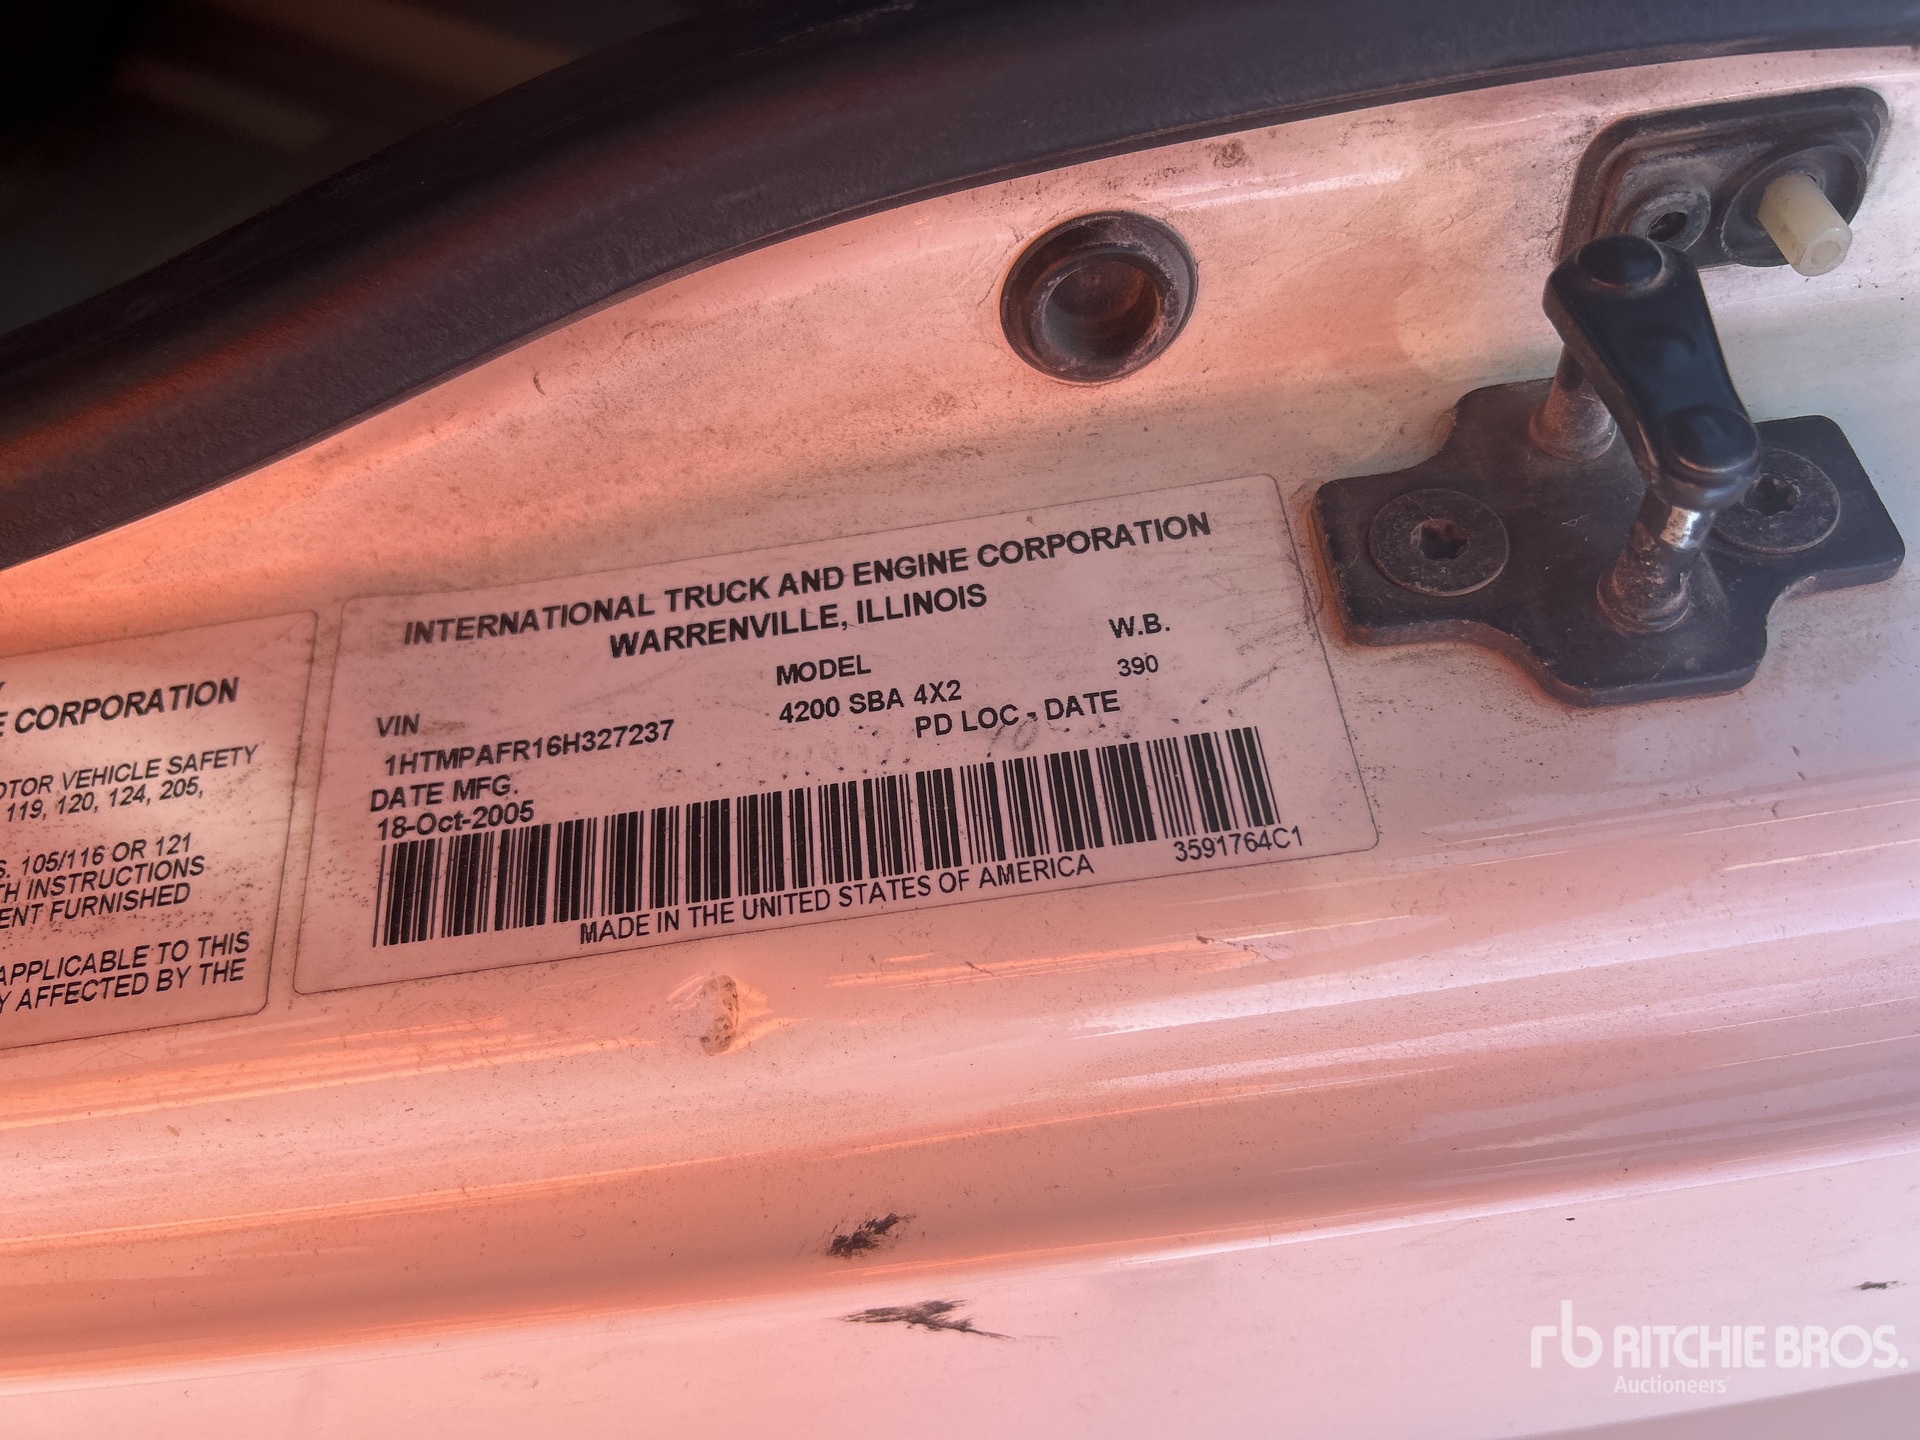 E CORPORATION
OTOR VEHICLE SAFETY
119, 120, 124, 205,
S. 105/116 OR 121
TH INSTRUCTIONS
ENT FURNISHED
APPLICABLE TO THIS
Y AFFECTED BY THE
INTERNATIONAL TRUCK AND ENGINE CORPORATION
WARRENVILLE, ILLINOIS
VIN MODEL W.B.
1HTMPAFR16H327237 4200 SBA 4X2 390
DATE MFG. PD LOC - DATE
18-Oct-2005
3591764C1
MADE IN THE UNITED STATES OF AMERICA
rb RITCHIE BROS.
Auctioneers